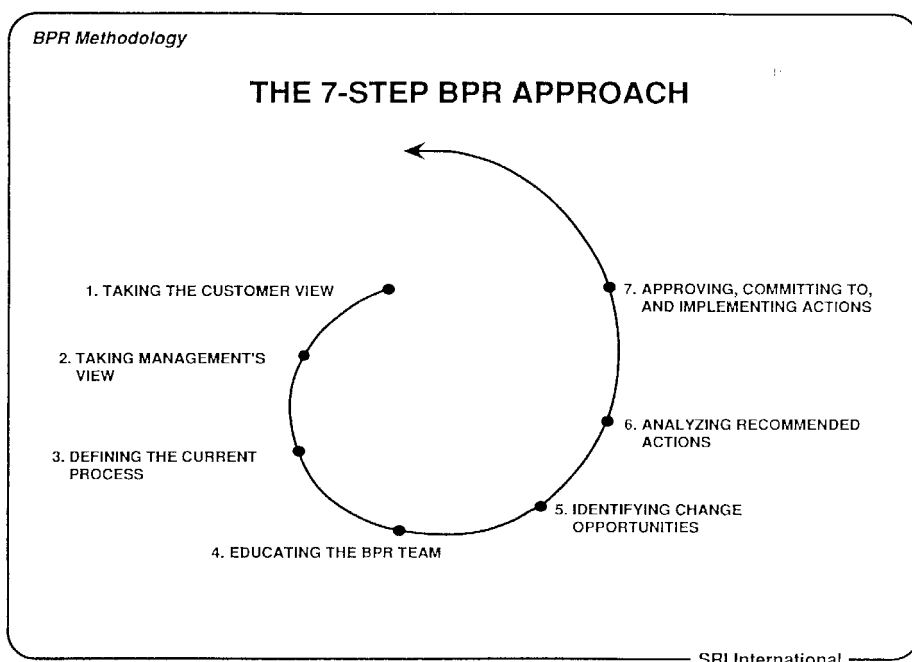 BPR Methodology
THE 7-STEP BPR APPROACH
1. TAKING THE CUSTOMER VIEW
2. TAKING MANAGEMENT'S
VIEW
3. DEFINING THE CURRENT
PROCESS
4. EDUCATING THE BPR TEAM
5. IDENTIFYING CHANGE
OPPORTUNITIES
6. ANALYZING RECOMMENDED
ACTIONS
7. APPROVING, COMMITTING TO,
AND IMPLEMENTING ACTIONS
SRI International